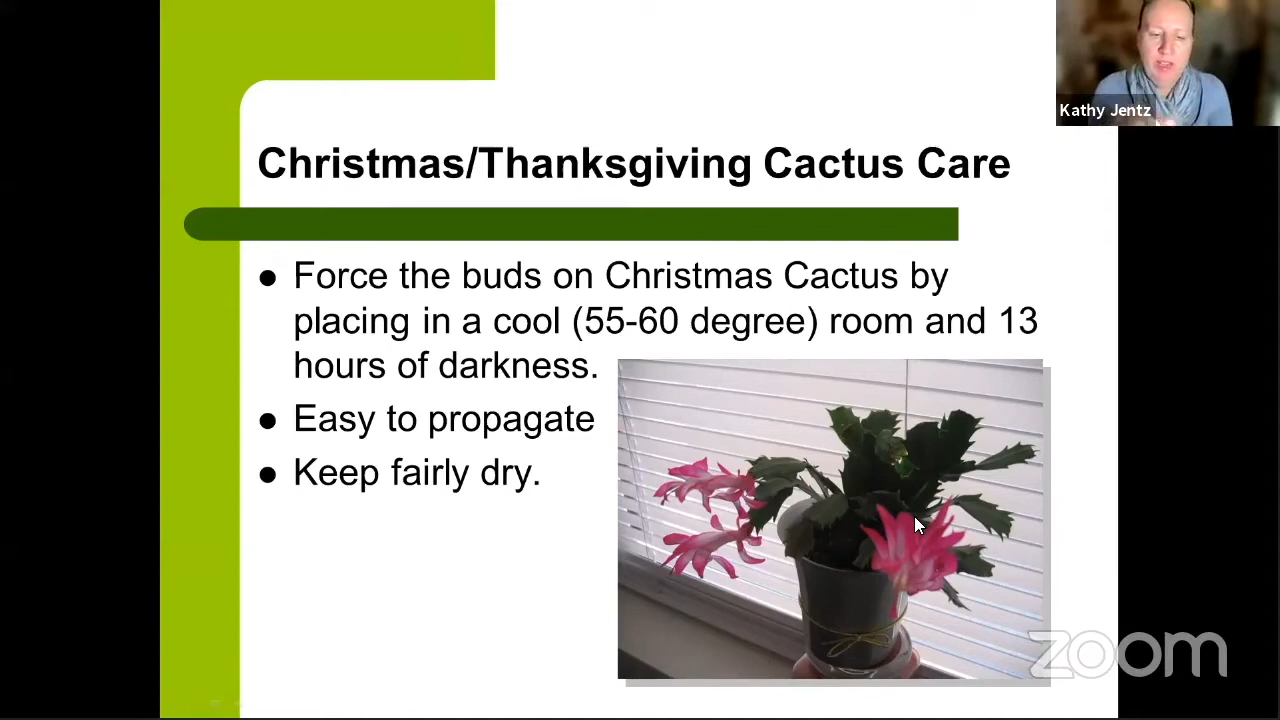 Kathy Jentz
Christmas/Thanksgiving Cactus Care
Force the buds on Christmas Cactus by
placing in a cool (55-60 degree) room and 13
hours of darkness.
Easy to propagate
Keep fairly dry.
zoom